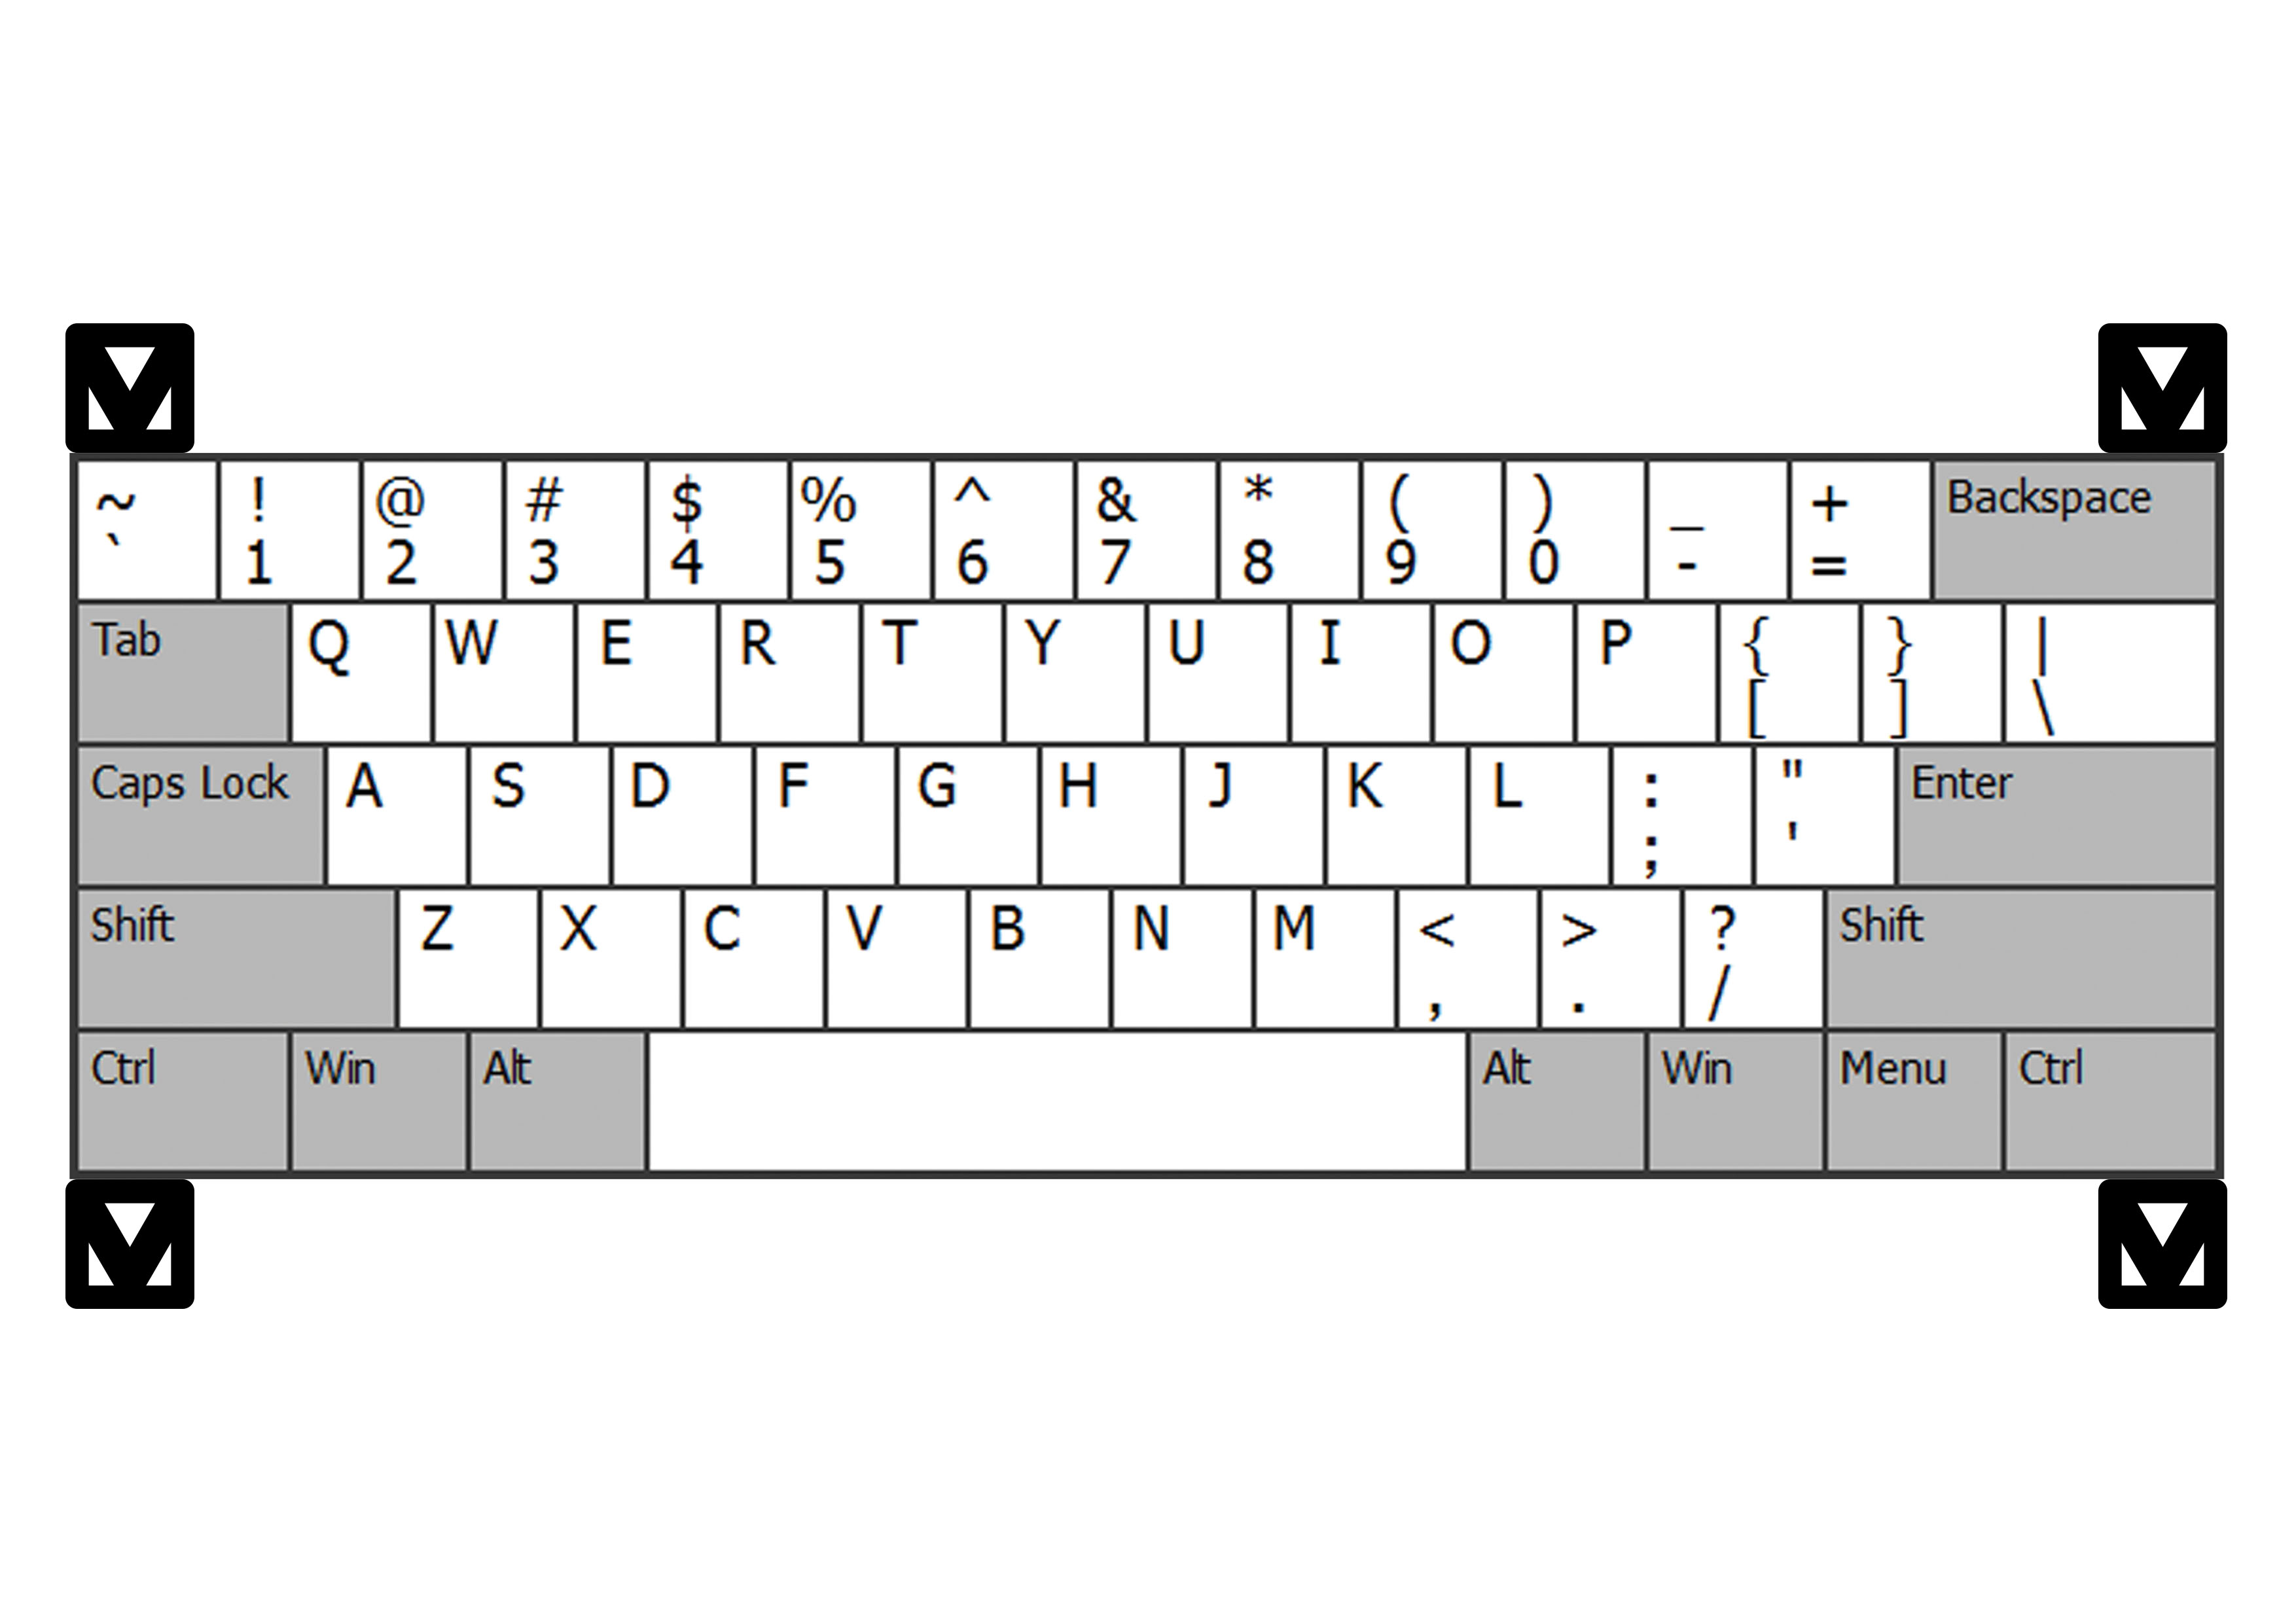 ~ ! @ # $ % ^ & * ( ) _ + Backspace
` 1 2 3 4 5 6 7 8 9 0 - =
Tab Q W E R T Y U I O P { } |
[ ] \
Caps Lock A S D F G H J K L : " Enter
; '
Shift Z X C V B N M < > ? Shift
, . /
Ctrl Win Alt Alt Win Menu Ctrl